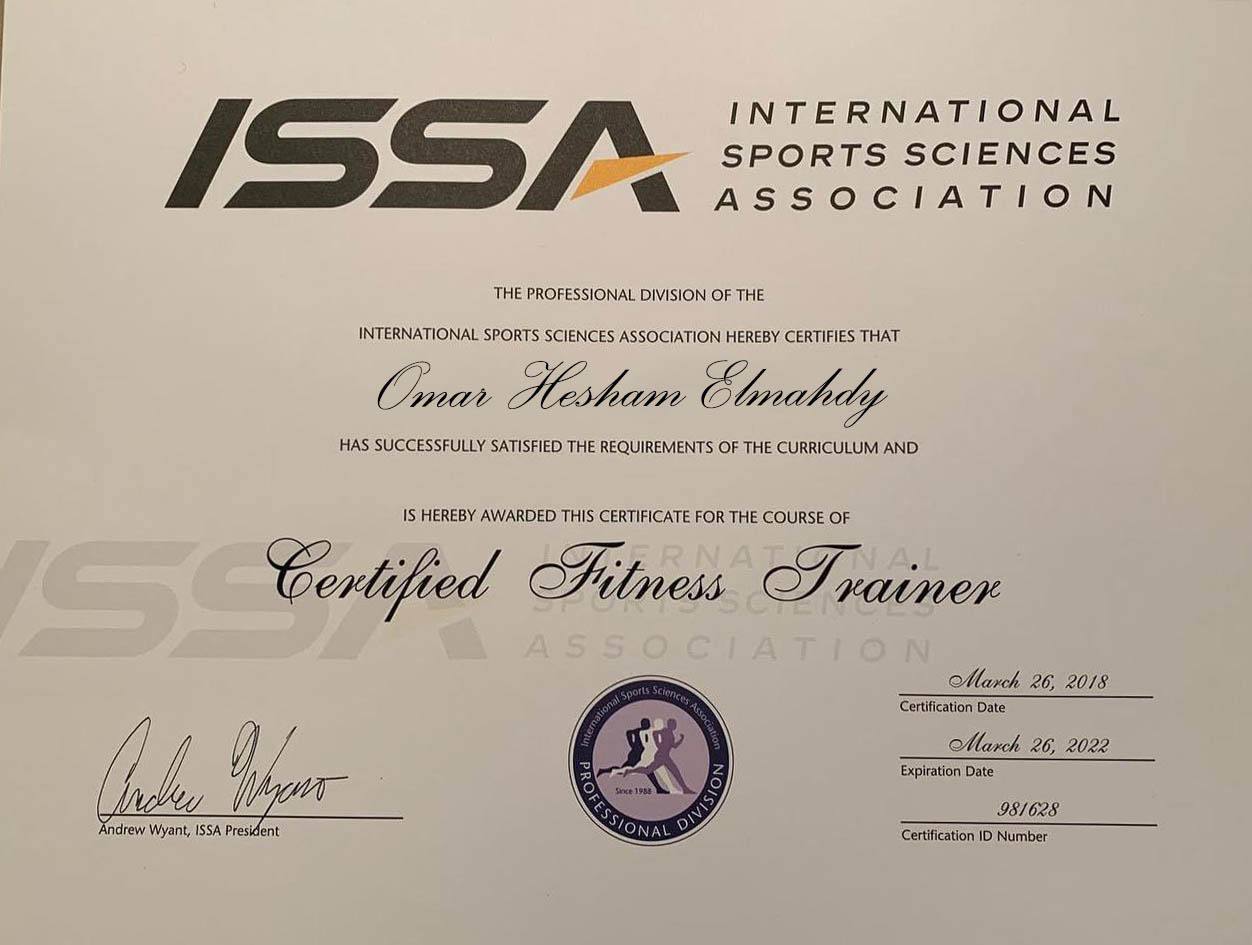 ISSA
INTERNATIONAL
SPORTS SCIENCES
ASSOCIATION
THE PROFESSIONAL DIVISION OF THE
INTERNATIONAL SPORTS SCIENCES ASSOCIATION HEREBY CERTIFIES THAT
Omar Hesham Elmahdy
HAS SUCCESSFULLY SATISFIED THE REQUIREMENTS OF THE CURRICULUM AND
IS HEREBY AWARDED THIS CERTIFICATE FOR THE COURSE OF
Certified Fitness Trainer
ISSA
INTERNATIONAL
SPORTS SCIENCES
ASSOCIATION
Andrew Wyant
Andrew Wyant, ISSA President
International Sports Sciences Association
Since 1988
PROFESSIONAL DIVISION
March 26, 2018
Certification Date
March 26, 2022
Expiration Date
981628
Certification ID Number